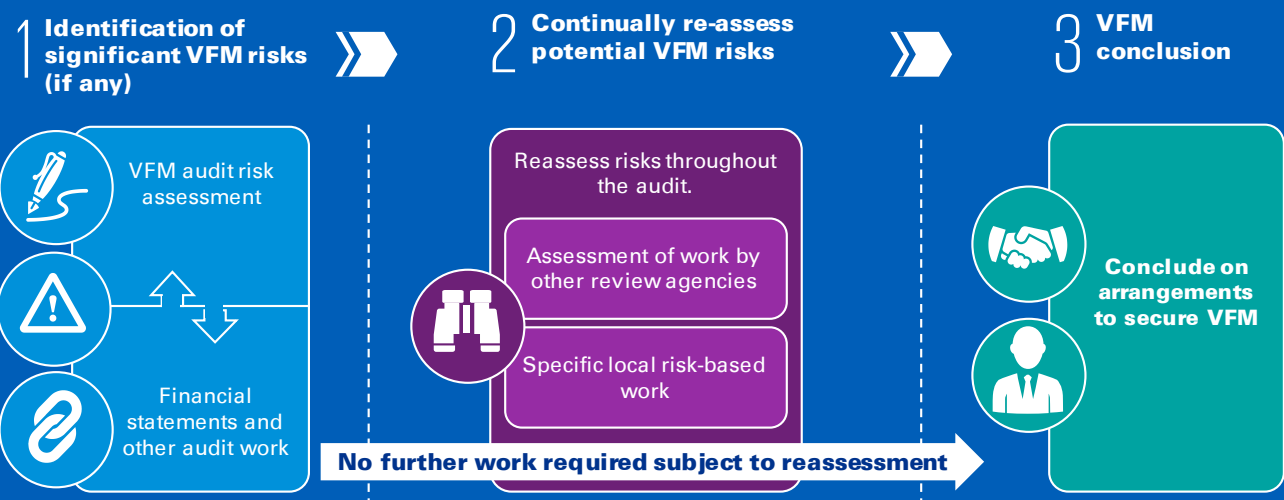 1 Identification of
significant VFM risks
(if any)
2 Continually re-assess
potential VFM risks
3 VFM
conclusion
VFM audit risk
assessment
Financial
statements and
other audit work
Reassess risks throughout
the audit.
Assessment of work by
other review agencies
Specific local risk-based
work
Conclude on
arrangements
to secure VFM
No further work required subject to reassessment